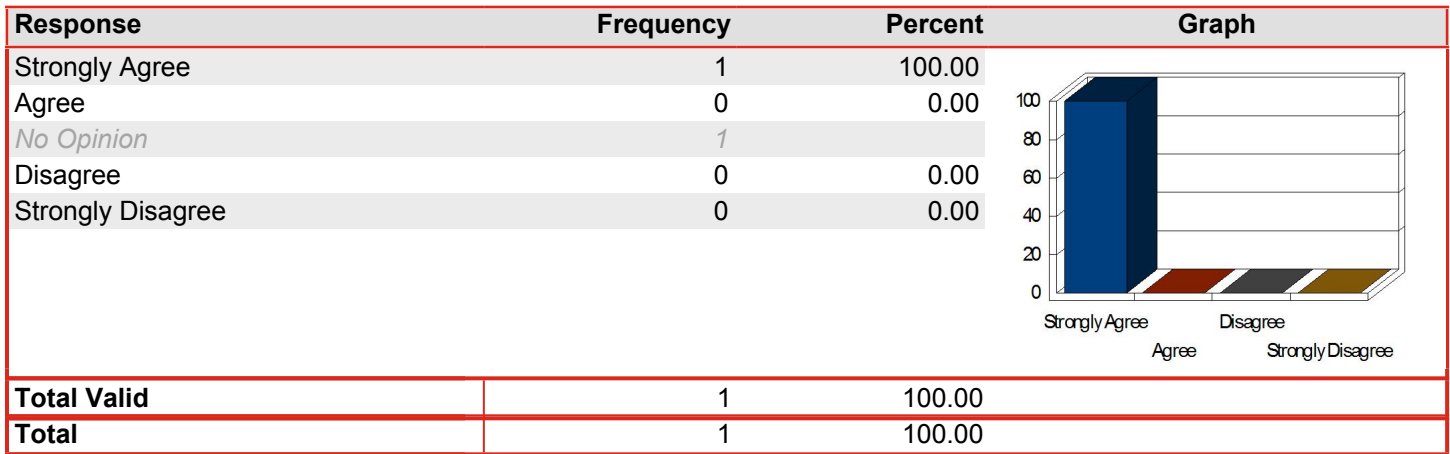 Response Frequency Percent Graph
Strongly Agree 1 100.00
Agree 0 0.00
No Opinion 1
Disagree 0 0.00
Strongly Disagree 0 0.00
100
80
60
40
20
0
Strongly Agree Disagree
Agree Strongly Disagree
Total Valid 1 100.00
Total 1 100.00